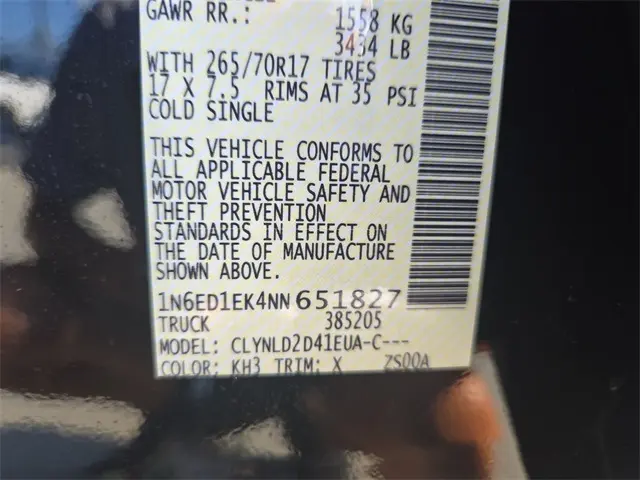 GAWR RR.: 1558 KG
3434 LB
WITH 265/70R17 TIRES
17 X 7.5 RIMS AT 35 PSI
COLD SINGLE
THIS VEHICLE CONFORMS TO
ALL APPLICABLE FEDERAL
MOTOR VEHICLE SAFETY AND
THEFT PREVENTION
STANDARDS IN EFFECT ON
THE DATE OF MANUFACTURE
SHOWN ABOVE.
1N6ED1EK4NN651827
TRUCK 385205
MODEL: CLYNLD2D41EUA-C---
COLOR: KH3 TRIM: X ZS00A